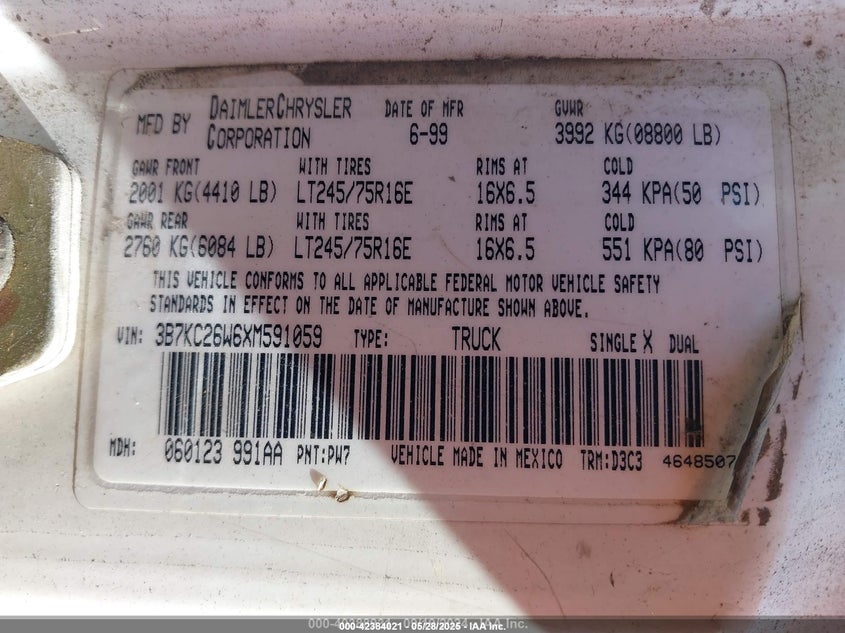 MFD BY DAIMLERCHRYSLER CORPORATION DATE OF MFR 6-99 GVWR 3992 KG(08800 LB)
GAWR FRONT WITH TIRES RIMS AT COLD
2001 KG(4410 LB) LT245/75R16E 16X6.5 344 KPA(50 PSI)
GAWR REAR WITH TIRES RIMS AT COLD
2760 KG(6084 LB) LT245/75R16E 16X6.5 551 KPA(80 PSI)
THIS VEHICLE CONFORMS TO ALL APPLICABLE FEDERAL MOTOR VEHICLE SAFETY
STANDARDS IN EFFECT ON THE DATE OF MANUFACTURE SHOWN ABOVE.
VIN: 3B7KC26W6XM591059 TYPE: TRUCK SINGLE X DUAL
MDH: 060123 991AA PNT:PW7 VEHICLE MADE IN MEXICO TRM:D3C3 4648507
000-42384021 - 05/28/2025 - IAA Inc.